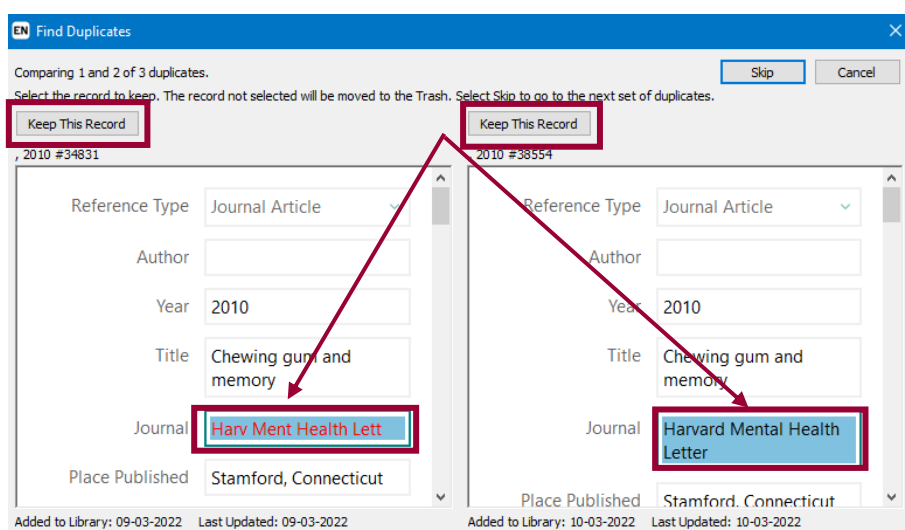 EN Find Duplicates
Comparing 1 and 2 of 3 duplicates.
Skip
Cancel
Select the record to keep. The record not selected will be moved to the Trash. Select Skip to go to the next set of duplicates.
Keep This Record
, 2010 #34831
Reference Type Journal Article
Author
Year 2010
Title Chewing gum and
memory
Journal Harv Ment Health Lett
Place Published Stamford, Connecticut
Added to Library: 09-03-2022 Last Updated: 09-03-2022
Keep This Record
, 2010 #38554
Reference Type Journal Article
Author
Year 2010
Title Chewing gum and
memory
Journal Harvard Mental Health
Letter
Place Published Stamford, Connecticut
Added to Library: 10-03-2022 Last Updated: 10-03-2022